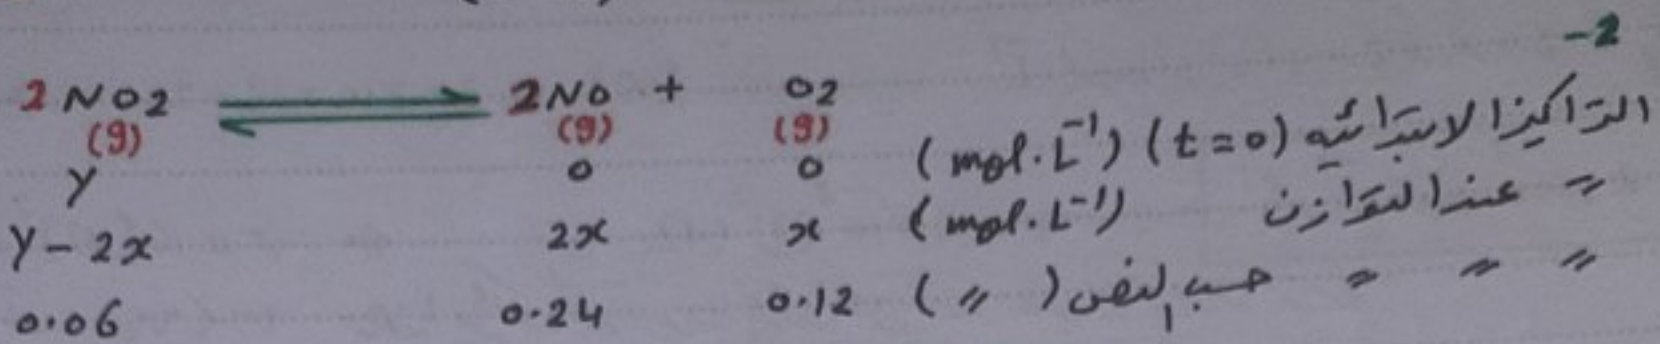 -2
2NO2 ⇌ 2NO + O2
(g) (g) (g)
y 0 0 (mol.L⁻¹) (t=0) التراكيز الابتدائيه
y-2x 2x x (mol.L⁻¹) عند التوازن "
0.06 0.24 0.12 (") حسب النص " " "